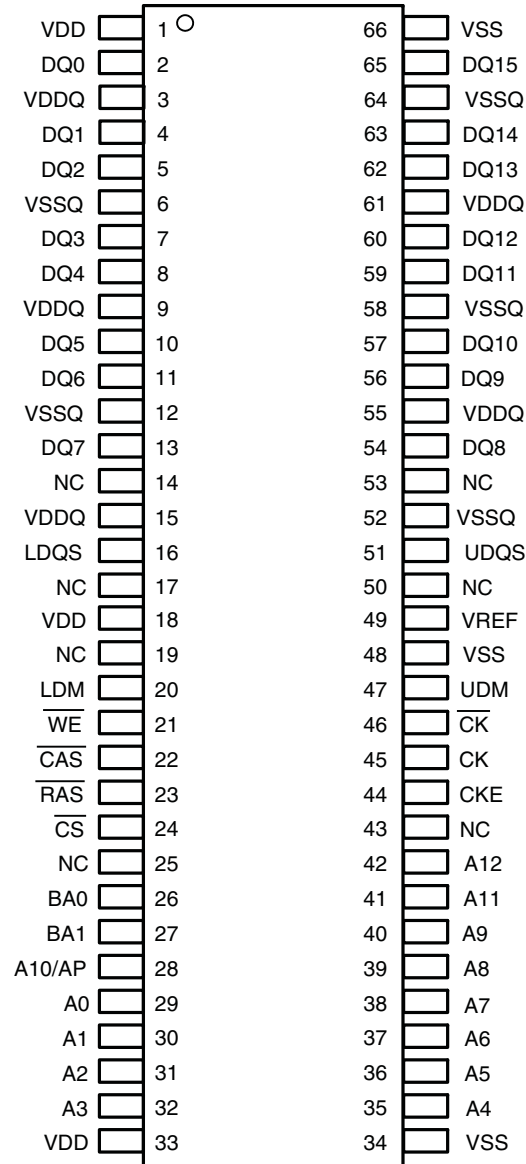 VDD 1 66 VSS
DQ0 2 65 DQ15
VDDQ 3 64 VSSQ
DQ1 4 63 DQ14
DQ2 5 62 DQ13
VSSQ 6 61 VDDQ
DQ3 7 60 DQ12
DQ4 8 59 DQ11
VDDQ 9 58 VSSQ
DQ5 10 57 DQ10
DQ6 11 56 DQ9
VSSQ 12 55 VDDQ
DQ7 13 54 DQ8
NC 14 53 NC
VDDQ 15 52 VSSQ
LDQS 16 51 UDQS
NC 17 50 NC
VDD 18 49 VREF
NC 19 48 VSS
LDM 20 47 UDM
W̅E̅ 21 46 C̅K̅
C̅A̅S̅ 22 45 CK
R̅A̅S̅ 23 44 CKE
C̅S̅ 24 43 NC
NC 25 42 A12
BA0 26 41 A11
BA1 27 40 A9
A10/AP 28 39 A8
A0 29 38 A7
A1 30 37 A6
A2 31 36 A5
A3 32 35 A4
VDD 33 34 VSS